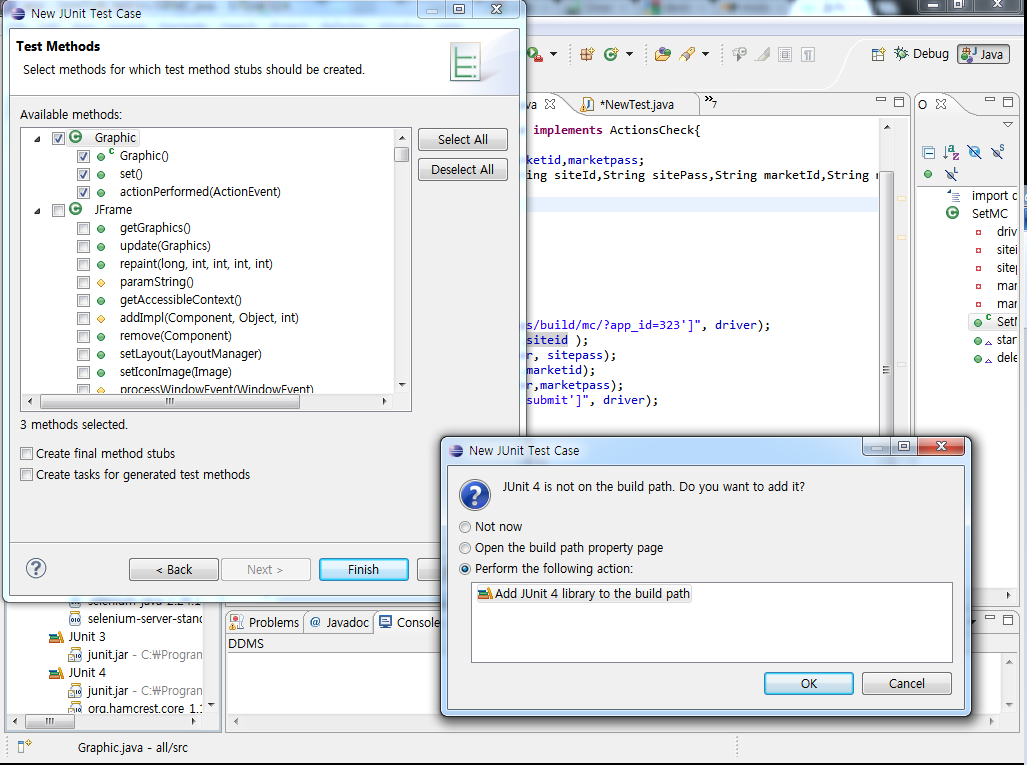 New JUnit Test Case
Test Methods
Select methods for which test method stubs should be created.
Available methods:
Graphic
Graphic()
set()
actionPerformed(ActionEvent)
JFrame
getGraphics()
update(Graphics)
repaint(long, int, int, int, int)
paramString()
getAccessibleContext()
addImpl(Component, Object, int)
remove(Component)
setLayout(LayoutManager)
setIconImage(Image)
processWindowEvent(WindowEvent)
Select All
Deselect All
3 methods selected.
Create final method stubs
Create tasks for generated test methods
< Back
Next >
Finish
Debug
Java
va
*NewTest.java
»7
implements ActionsCheck{
ketid,marketpass;
ing siteId,String sitePass,String marketId,String m
s/build/mc/?app_id=323']", driver);
siteid );
r, sitepass);
marketid);
r,marketpass);
submit']", driver);
O
import d
SetMC
driv
sitei
sitep
mar
mar
SetM
star
dele
New JUnit Test Case
JUnit 4 is not on the build path. Do you want to add it?
Not now
Open the build path property page
Perform the following action:
Add JUnit 4 library to the build path
OK
Cancel
selenium-java-2.24.1
selenium-server-stanc
JUnit 3
junit.jar - C:₩Program
JUnit 4
junit.jar - C:₩Program
org.hamcrest.core_1.1
Problems
@ Javadoc
Console
DDMS
Graphic.java - all/src